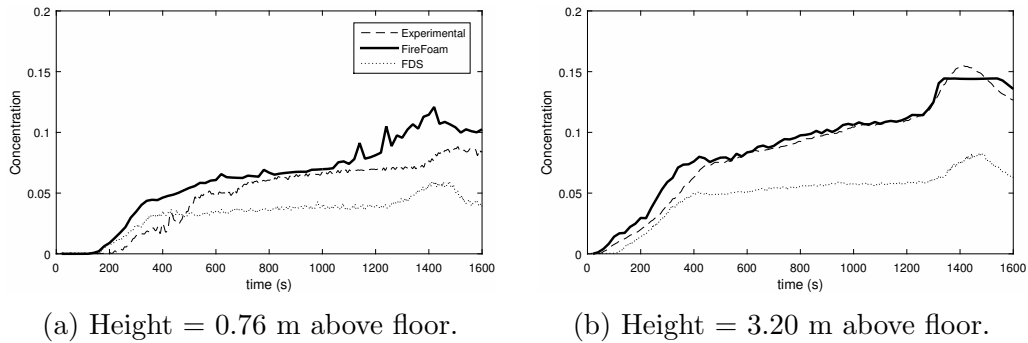 0.2
0.15
0.1
0.05
0
Concentration
0 200 400 600 800 1000 1200 1400 1600
time (s)
Experimental
FireFoam
FDS
(a) Height = 0.76 m above floor.
0.2
0.15
0.1
0.05
0
Concentration
0 200 400 600 800 1000 1200 1400 1600
time (s)
(b) Height = 3.20 m above floor.